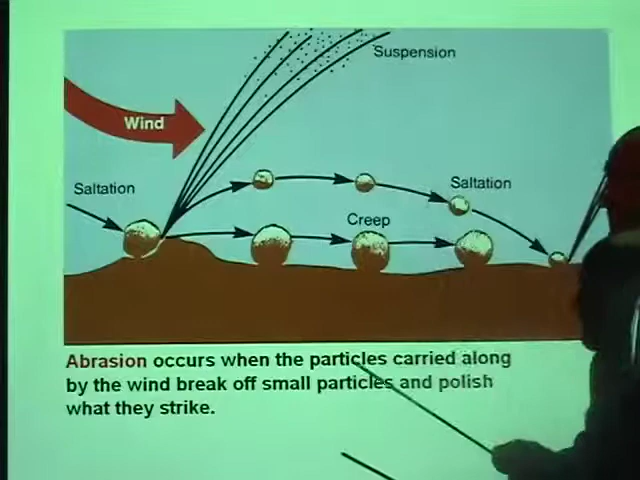 Suspension
Wind
Saltation
Saltation
Creep
Abrasion occurs when the particles carried along
by the wind break off small particles and polish
what they strike.